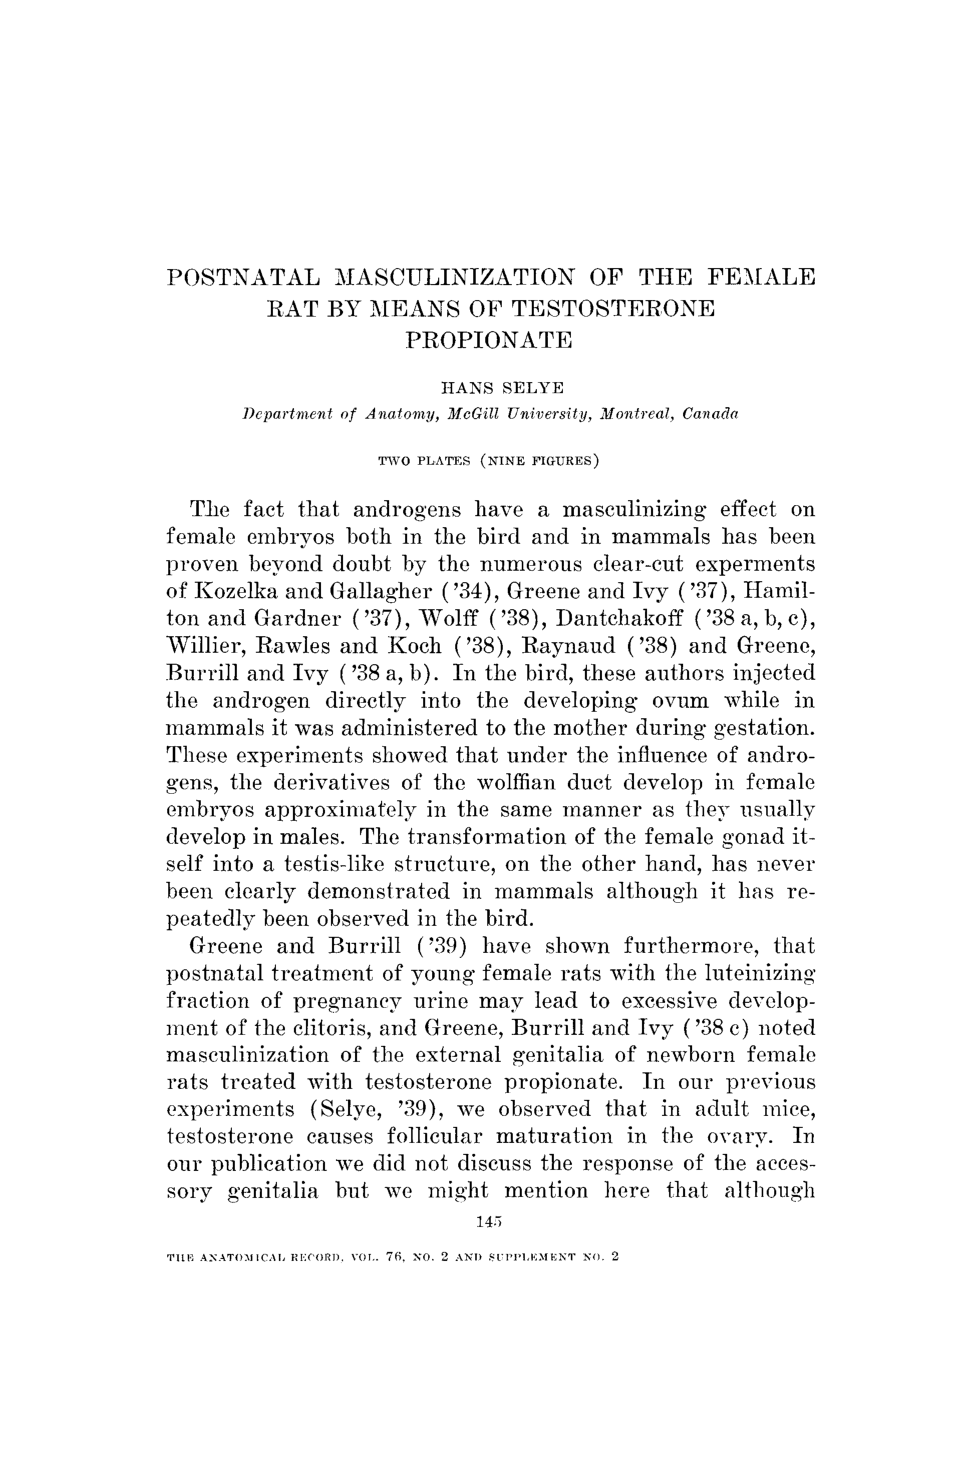 POSTNATAL MASCULINIZATION OF THE FEMALE
RAT BY MEANS OF TESTOSTERONE
PROPIONATE
HANS SELYE
Department of Anatomy, McGill University, Montreal, Canada
TWO PLATES (NINE FIGURES)
The fact that androgens have a masculinizing effect on
female embryos both in the bird and in mammals has been
proven beyond doubt by the numerous clear-cut experments
of Kozelka and Gallagher ('34), Greene and Ivy ('37), Hamil-
ton and Gardner ('37), Wolff ('38), Dantchakoff ('38 a, b, c),
Willier, Rawles and Koch ('38), Raynaud ('38) and Greene,
Burrill and Ivy ('38 a, b). In the bird, these authors injected
the androgen directly into the developing ovum while in
mammals it was administered to the mother during gestation.
These experiments showed that under the influence of andro-
gens, the derivatives of the wolffian duct develop in female
embryos approximately in the same manner as they usually
develop in males. The transformation of the female gonad it-
self into a testis-like structure, on the other hand, has never
been clearly demonstrated in mammals although it has re-
peatedly been observed in the bird.
Greene and Burrill ('39) have shown furthermore, that
postnatal treatment of young female rats with the luteinizing
fraction of pregnancy urine may lead to excessive develop-
ment of the clitoris, and Greene, Burrill and Ivy ('38 c) noted
masculinization of the external genitalia of newborn female
rats treated with testosterone propionate. In our previous
experiments (Selye, '39), we observed that in adult mice,
testosterone causes follicular maturation in the ovary. In
our publication we did not discuss the response of the acces-
sory genitalia but we might mention here that although
145
THE ANATOMICAL RECORD, VOL. 76, NO. 2 AND SUPPLEMENT NO. 2